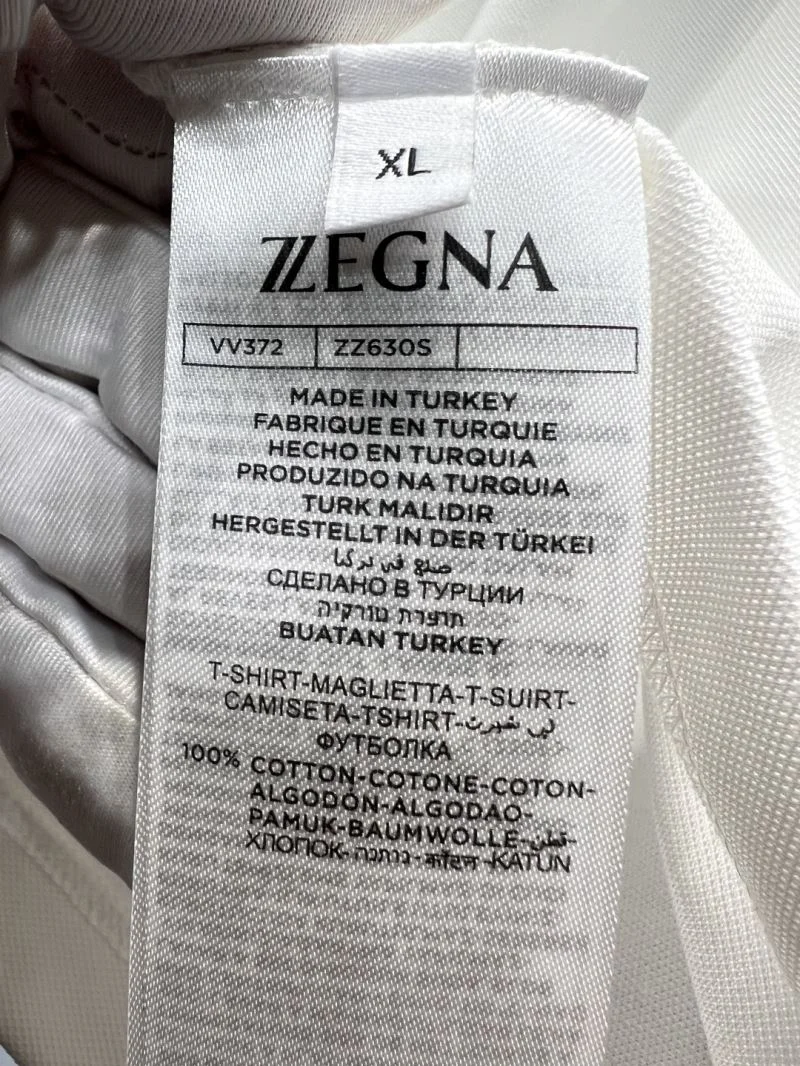 XL
ZZEGNA
VV372 ZZ630S
MADE IN TURKEY
FABRIQUE EN TURQUIE
HECHO EN TURQUIA
PRODUZIDO NA TURQUIA
TURK MALIDIR
HERGESTELLT IN DER TÜRKEI
صنع في تركيا
СДЕЛАНО В ТУРЦИИ
תוצרת טורקיה
BUATAN TURKEY
T-SHIRT-MAGLIETTA-T-SUIRT-
CAMISETA-TSHIRT-تي شيرت
ФУТБОЛКА
100% COTTON-COTONE-COTON-
ALGODÓN-ALGODAO-
PAMUK-BAUMWOLLE-قطن-
ХЛОПОК- כותנה- कॉटन -KATUN